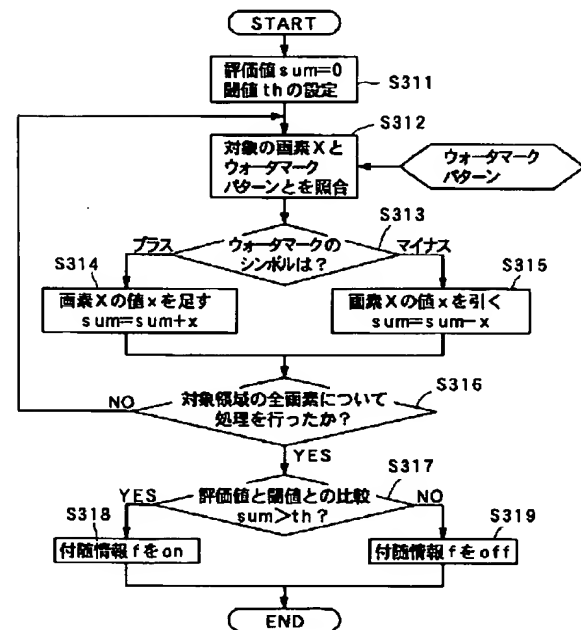 START
評価値sum=0
閾値thの設定
S311
S312
対象の画素Xと
ウォータマーク
パターンとを照合
ウォータマーク
パターン
S313
ウォータマークの
シンボルは？
プラス
マイナス
S314
画素Xの値xを足す
sum=sum+x
S315
画素Xの値xを引く
sum=sum−x
S316
対象領域の全画素について
処理を行ったか？
NO
YES
S317
評価値と閾値との比較
sum>th？
YES
NO
S318
付随情報fをon
S319
付随情報fをoff
END